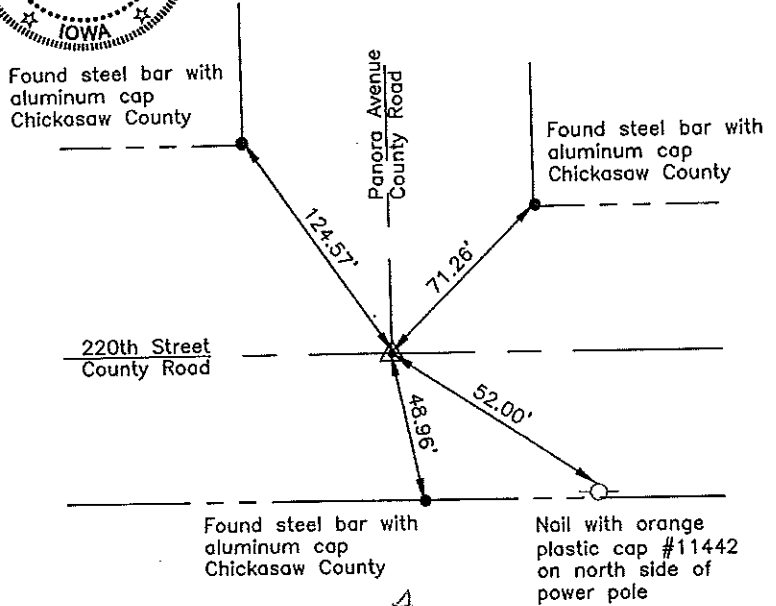 IOWA
Found steel bar with
aluminum cap
Chickasaw County
Panora Avenue
County Road
Found steel bar with
aluminum cap
Chickasaw County
124.57'
71.26'
220th Street
County Road
48.96'
52.00'
Found steel bar with
aluminum cap
Chickasaw County
Nail with orange
plastic cap #11442
on north side of
power pole